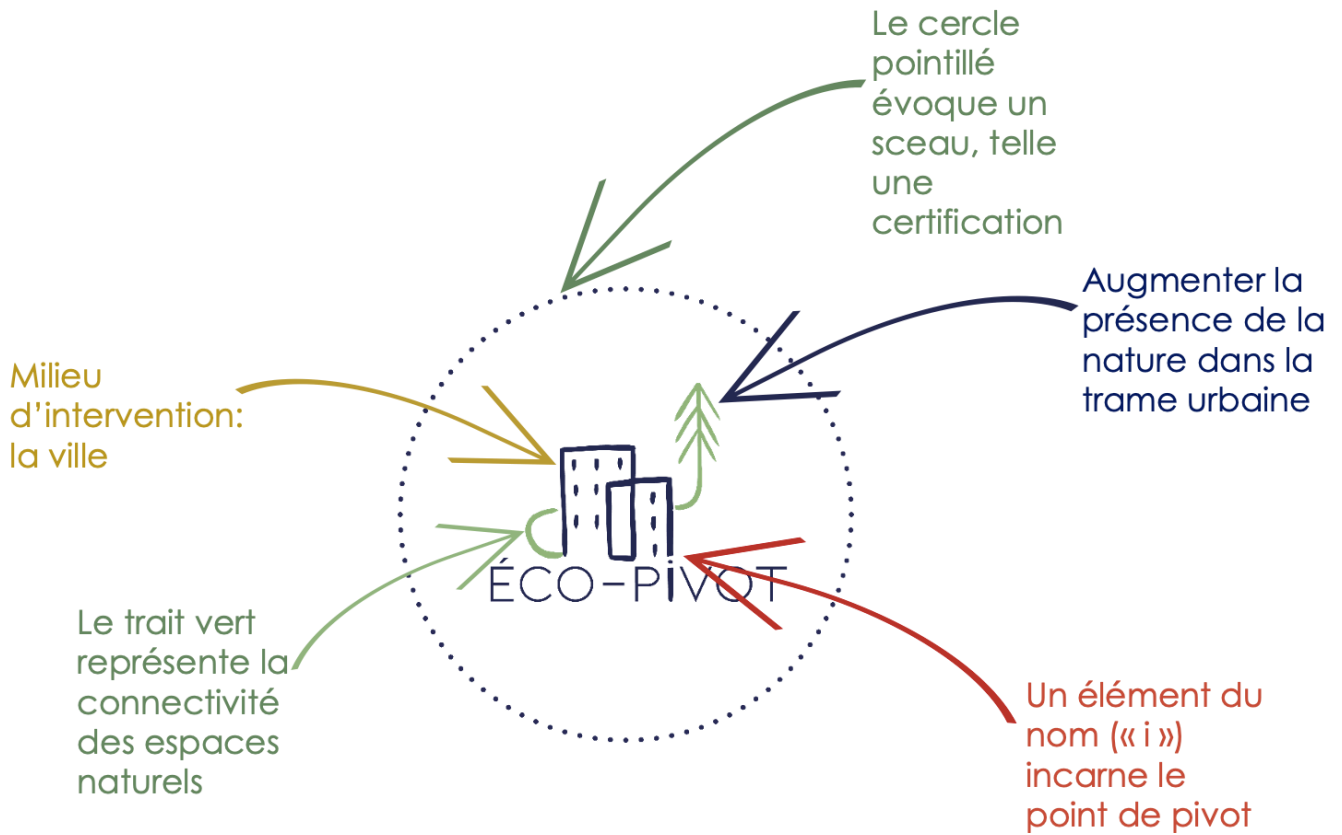 Le cercle
pointillé
évoque un
sceau, telle
une
certification
Augmenter la
présence de la
nature dans la
trame urbaine
Milieu
d’intervention:
la ville
ÉCO-PiVOT
Le trait vert
représente la
connectivité
des espaces
naturels
Un élément du
nom (« i »)
incarne le
point de pivot